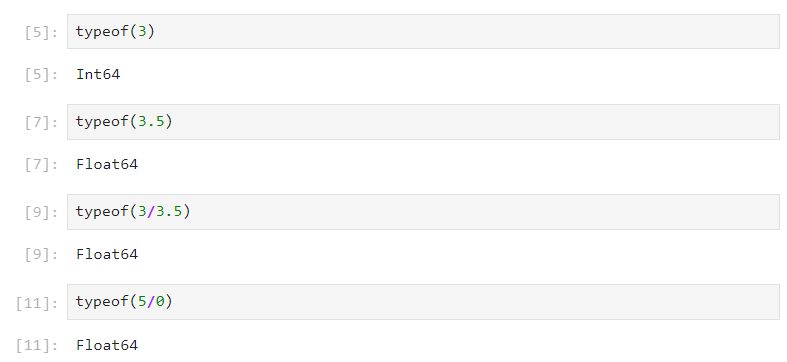 [5]: typeof(3)
[5]: Int64
[7]: typeof(3.5)
[7]: Float64
[9]: typeof(3/3.5)
[9]: Float64
[11]: typeof(5/0)
[11]: Float64